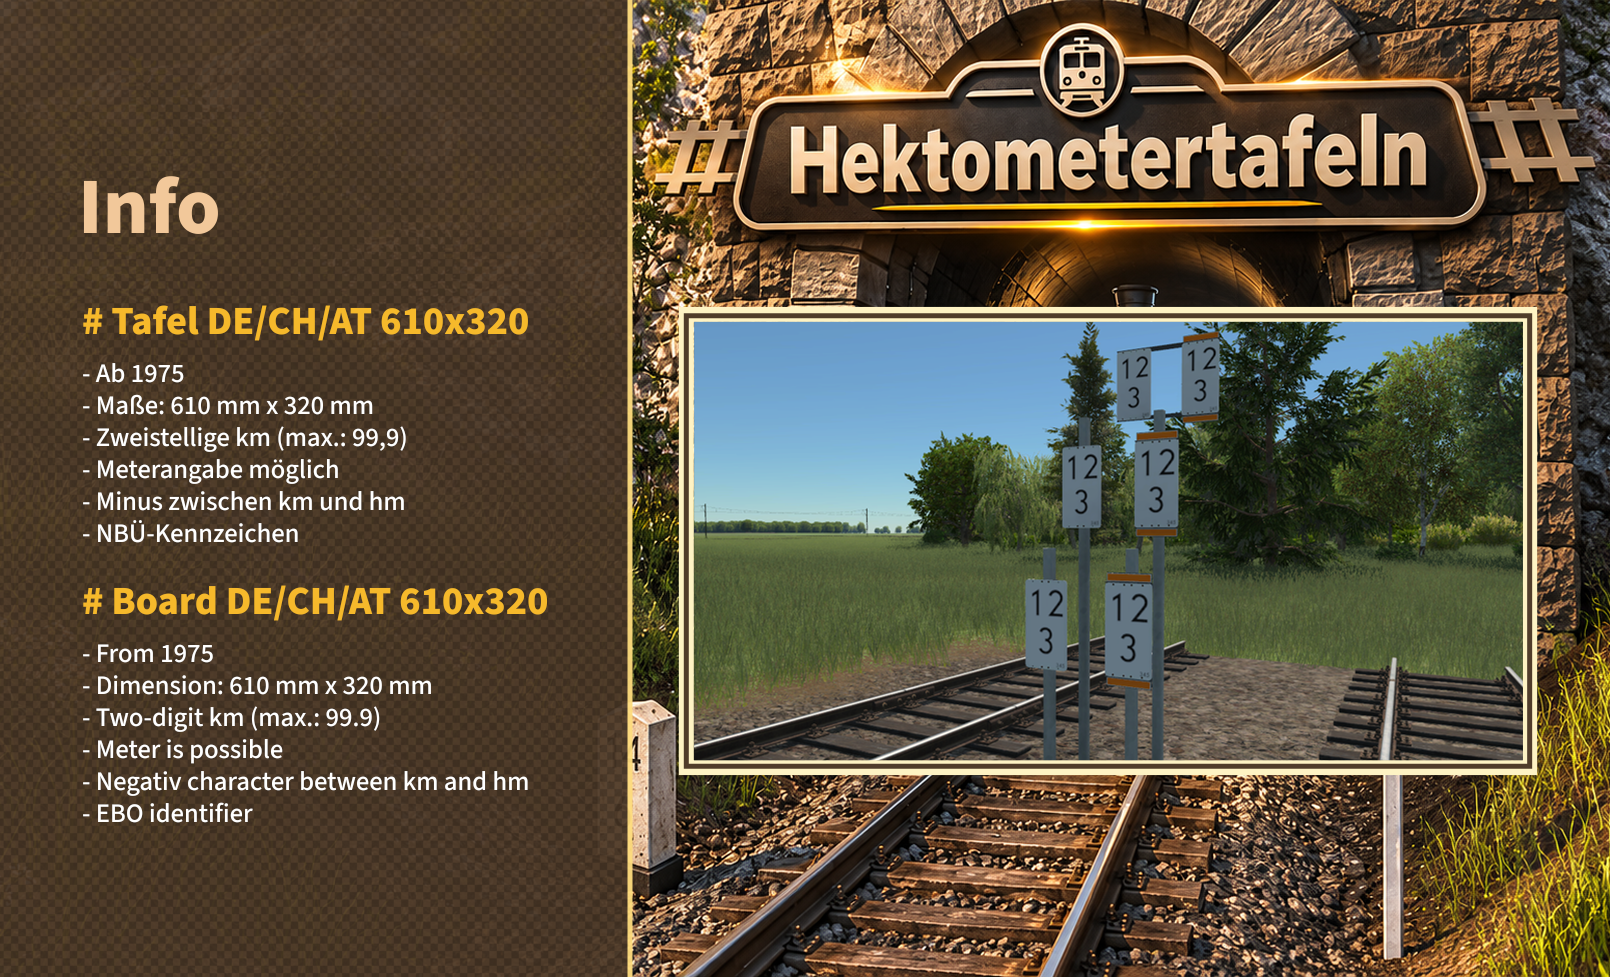 Hektometertafeln
Info
# Tafel DE/CH/AT 610x320
- Ab 1975
- Maße: 610 mm x 320 mm
- Zweistellige km (max.: 99,9)
- Meterangabe möglich
- Minus zwischen km und hm
- NBÜ-Kennzeichen
# Board DE/CH/AT 610x320
- From 1975
- Dimension: 610 mm x 320 mm
- Two-digit km (max.: 99.9)
- Meter is possible
- Negativ character between km and hm
- EBO identifier
12
3
12
3
12
3
12
3
12
3
12
3
4